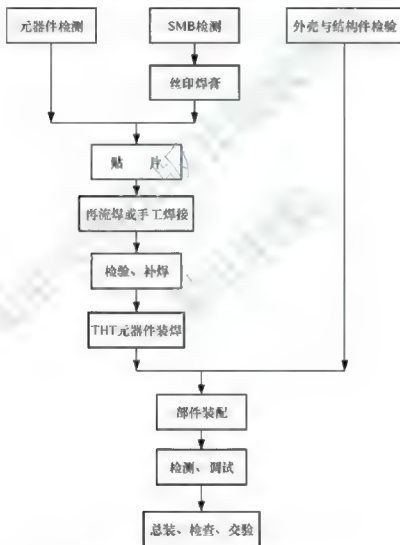 元器件检测
SMB检测
外壳与结构件检验
丝印焊膏
贴 片
再流焊或手工焊接
检验、补焊
THT元器件装焊
部件装配
检测、调试
总装、检查、交验